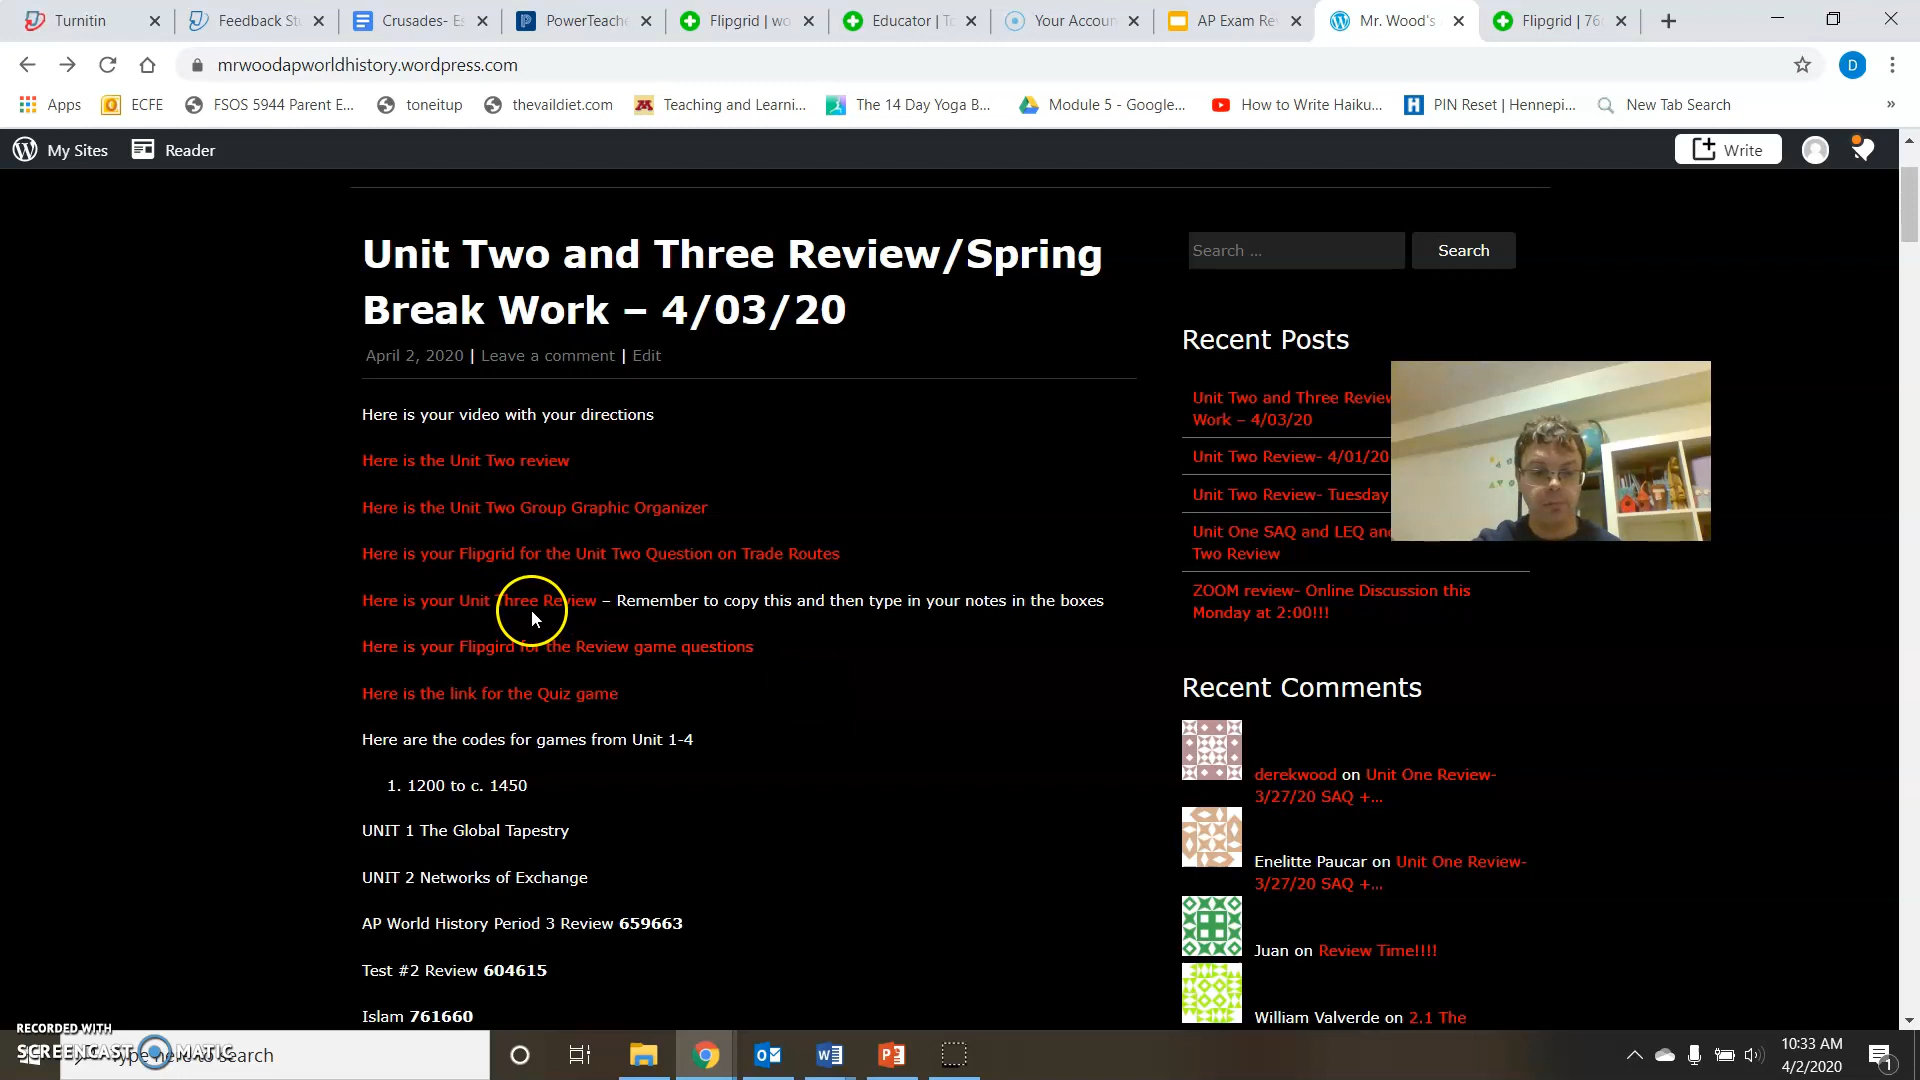 Turnitin
Feedback Stu
Crusades- Es
PowerTeache
Flipgrid | wo
Educator | To
Your Accoun
AP Exam Rev
Mr. Wood's
Flipgrid | 76
mrwoodapworldhistory.wordpress.com
D
Apps
ECFE
FSOS 5944 Parent E...
toneitup
thevaildiet.com
Teaching and Learni...
The 14 Day Yoga B...
Module 5 - Google...
How to Write Haiku...
PIN Reset | Hennepi...
New Tab Search
»
My Sites
Reader
Write
Unit Two and Three Review/Spring
Break Work – 4/03/20
April 2, 2020 | Leave a comment | Edit
Here is your video with your directions
Here is the Unit Two review
Here is the Unit Two Group Graphic Organizer
Here is your Flipgrid for the Unit Two Question on Trade Routes
Here is your Unit Three Review – Remember to copy this and then type in your notes in the boxes
Here is your Flipgird for the Review game questions
Here is the link for the Quiz game
Here are the codes for games from Unit 1-4
1. 1200 to c. 1450
UNIT 1 The Global Tapestry
UNIT 2 Networks of Exchange
AP World History Period 3 Review 659663
Test #2 Review 604615
Islam 761660
Search ...
Search
Recent Posts
Unit Two and Three Review
Work – 4/03/20
Unit Two Review- 4/01/20
Unit Two Review- Tuesday
Unit One SAQ and LEQ and
Two Review
ZOOM review- Online Discussion this
Monday at 2:00!!!
Recent Comments
derekwood on Unit One Review-
3/27/20 SAQ +...
Enelitte Paucar on Unit One Review-
3/27/20 SAQ +...
Juan on Review Time!!!!
William Valverde on 2.1 The
RECORDED WITH
SCREENCAST MATIC
Type here to search
10:33 AM
4/2/2020
1